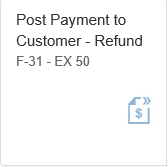 Post Payment to
Customer - Refund
F-31 - EX 50
$